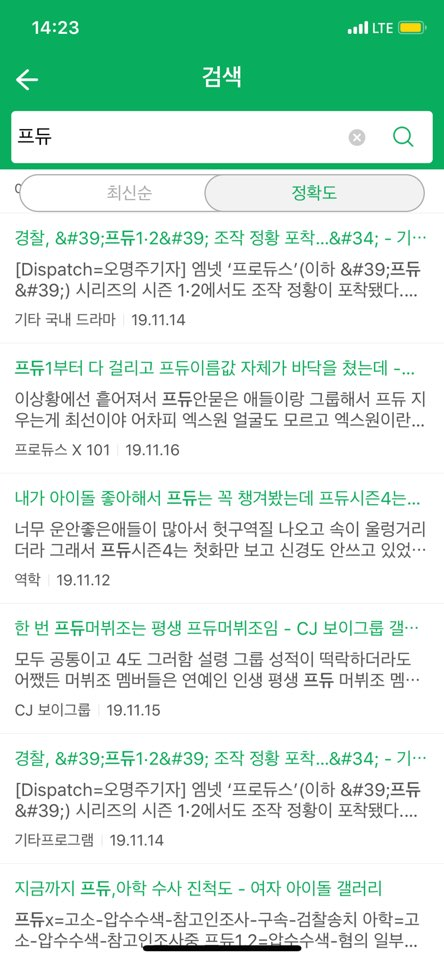 14:23
LTE
검색
프듀
최신순
정확도
경찰, &#39;프듀1·2&#39; 조작 정황 포착...&#34; - 기…
[Dispatch=오명주기자] 엠넷 ‘프로듀스’(이하 &#39;프듀
&#39;) 시리즈의 시즌 1·2에서도 조작 정황이 포착됐다.…
기타 국내 드라마
19.11.14
프듀1부터 다 걸리고 프듀이름값 자체가 바닥을 쳤는데 -…
이상황에선 흩어져서 프듀안묻은 애들이랑 그룹해서 프듀 지
우는게 최선이야 어차피 엑스원 얼굴도 모르고 엑스원이란…
프로듀스 X 101
19.11.16
내가 아이돌 좋아해서 프듀는 꼭 챙겨봤는데 프듀시즌4는…
너무 운안좋은애들이 많아서 헛구역질 나오고 속이 울렁거리
더라 그래서 프듀시즌4는 첫화만 보고 신경도 안쓰고 있었…
역학
19.11.12
한 번 프듀머뷔조는 평생 프듀머뷔조임 - CJ 보이그룹 갤…
모두 공통이고 4도 그러함 설령 그룹 성적이 떡락하더라도
어쨌든 머뷔조 멤버들은 연예인 인생 평생 프듀 머뷔조 멤…
CJ 보이그룹
19.11.15
경찰, &#39;프듀1·2&#39; 조작 정황 포착...&#34; - 기…
[Dispatch=오명주기자] 엠넷 ‘프로듀스’(이하 &#39;프듀
&#39;) 시리즈의 시즌 1·2에서도 조작 정황이 포착됐다.…
기타프로그램
19.11.14
지금까지 프듀,아학 수사 진척도 - 여자 아이돌 갤러리
프듀x=고소-압수수색-참고인조사-구속-검찰송치 아학=고
소-압수수색-참고인조사중 프듀1,2=압수수색-혐의 일부…